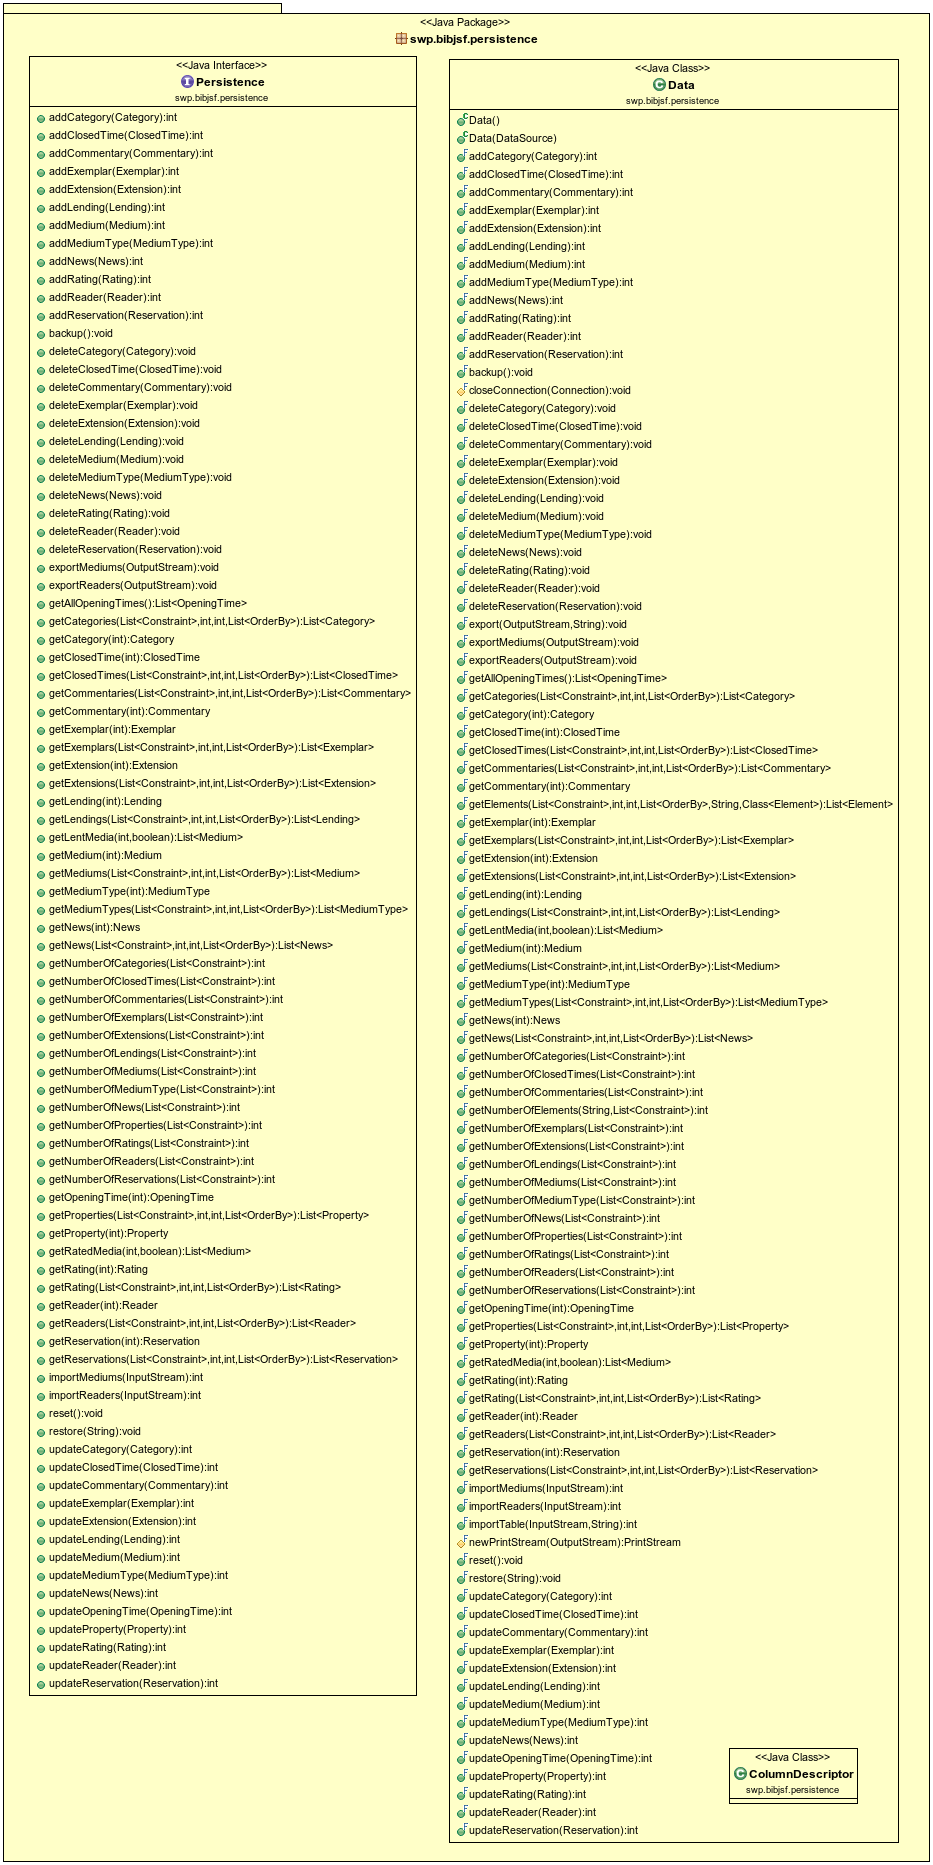 <<Java Package>>
swp.bibjsf.persistence
<<Java Interface>>
Persistence
swp.bibjsf.persistence
addCategory(Category):int
addClosedTime(ClosedTime):int
addCommentary(Commentary):int
addExemplar(Exemplar):int
addExtension(Extension):int
addLending(Lending):int
addMedium(Medium):int
addMediumType(MediumType):int
addNews(News):int
addRating(Rating):int
addReader(Reader):int
addReservation(Reservation):int
backup():void
deleteCategory(Category):void
deleteClosedTime(ClosedTime):void
deleteCommentary(Commentary):void
deleteExemplar(Exemplar):void
deleteExtension(Extension):void
deleteLending(Lending):void
deleteMedium(Medium):void
deleteMediumType(MediumType):void
deleteNews(News):void
deleteRating(Rating):void
deleteReader(Reader):void
deleteReservation(Reservation):void
exportMediums(OutputStream):void
exportReaders(OutputStream):void
getAllOpeningTimes():List<OpeningTime>
getCategories(List<Constraint>,int,int,List<OrderBy>):List<Category>
getCategory(int):Category
getClosedTime(int):ClosedTime
getClosedTimes(List<Constraint>,int,int,List<OrderBy>):List<ClosedTime>
getCommentaries(List<Constraint>,int,int,List<OrderBy>):List<Commentary>
getCommentary(int):Commentary
getExemplar(int):Exemplar
getExemplars(List<Constraint>,int,int,List<OrderBy>):List<Exemplar>
getExtension(int):Extension
getExtensions(List<Constraint>,int,int,List<OrderBy>):List<Extension>
getLending(int):Lending
getLendings(List<Constraint>,int,int,List<OrderBy>):List<Lending>
getLentMedia(int,boolean):List<Medium>
getMedium(int):Medium
getMediums(List<Constraint>,int,int,List<OrderBy>):List<Medium>
getMediumType(int):MediumType
getMediumTypes(List<Constraint>,int,int,List<OrderBy>):List<MediumType>
getNews(int):News
getNews(List<Constraint>,int,int,List<OrderBy>):List<News>
getNumberOfCategories(List<Constraint>):int
getNumberOfClosedTimes(List<Constraint>):int
getNumberOfCommentaries(List<Constraint>):int
getNumberOfExemplars(List<Constraint>):int
getNumberOfExtensions(List<Constraint>):int
getNumberOfLendings(List<Constraint>):int
getNumberOfMediums(List<Constraint>):int
getNumberOfMediumType(List<Constraint>):int
getNumberOfNews(List<Constraint>):int
getNumberOfProperties(List<Constraint>):int
getNumberOfRatings(List<Constraint>):int
getNumberOfReaders(List<Constraint>):int
getNumberOfReservations(List<Constraint>):int
getOpeningTime(int):OpeningTime
getProperties(List<Constraint>,int,int,List<OrderBy>):List<Property>
getProperty(int):Property
getRatedMedia(int,boolean):List<Medium>
getRating(int):Rating
getRating(List<Constraint>,int,int,List<OrderBy>):List<Rating>
getReader(int):Reader
getReaders(List<Constraint>,int,int,List<OrderBy>):List<Reader>
getReservation(int):Reservation
getReservations(List<Constraint>,int,int,List<OrderBy>):List<Reservation>
importMediums(InputStream):int
importReaders(InputStream):int
reset():void
restore(String):void
updateCategory(Category):int
updateClosedTime(ClosedTime):int
updateCommentary(Commentary):int
updateExemplar(Exemplar):int
updateExtension(Extension):int
updateLending(Lending):int
updateMedium(Medium):int
updateMediumType(MediumType):int
updateNews(News):int
updateOpeningTime(OpeningTime):int
updateProperty(Property):int
updateRating(Rating):int
updateReader(Reader):int
updateReservation(Reservation):int
<<Java Class>>
Data
swp.bibjsf.persistence
Data()
Data(DataSource)
addCategory(Category):int
addClosedTime(ClosedTime):int
addCommentary(Commentary):int
addExemplar(Exemplar):int
addExtension(Extension):int
addLending(Lending):int
addMedium(Medium):int
addMediumType(MediumType):int
addNews(News):int
addRating(Rating):int
addReader(Reader):int
addReservation(Reservation):int
backup():void
closeConnection(Connection):void
deleteCategory(Category):void
deleteClosedTime(ClosedTime):void
deleteCommentary(Commentary):void
deleteExemplar(Exemplar):void
deleteExtension(Extension):void
deleteLending(Lending):void
deleteMedium(Medium):void
deleteMediumType(MediumType):void
deleteNews(News):void
deleteRating(Rating):void
deleteReader(Reader):void
deleteReservation(Reservation):void
export(OutputStream,String):void
exportMediums(OutputStream):void
exportReaders(OutputStream):void
getAllOpeningTimes():List<OpeningTime>
getCategories(List<Constraint>,int,int,List<OrderBy>):List<Category>
getCategory(int):Category
getClosedTime(int):ClosedTime
getClosedTimes(List<Constraint>,int,int,List<OrderBy>):List<ClosedTime>
getCommentaries(List<Constraint>,int,int,List<OrderBy>):List<Commentary>
getCommentary(int):Commentary
getElements(List<Constraint>,int,int,List<OrderBy>,String,Class<Element>):List<Element>
getExemplar(int):Exemplar
getExemplars(List<Constraint>,int,int,List<OrderBy>):List<Exemplar>
getExtension(int):Extension
getExtensions(List<Constraint>,int,int,List<OrderBy>):List<Extension>
getLending(int):Lending
getLendings(List<Constraint>,int,int,List<OrderBy>):List<Lending>
getLentMedia(int,boolean):List<Medium>
getMedium(int):Medium
getMediums(List<Constraint>,int,int,List<OrderBy>):List<Medium>
getMediumType(int):MediumType
getMediumTypes(List<Constraint>,int,int,List<OrderBy>):List<MediumType>
getNews(int):News
getNews(List<Constraint>,int,int,List<OrderBy>):List<News>
getNumberOfCategories(List<Constraint>):int
getNumberOfClosedTimes(List<Constraint>):int
getNumberOfCommentaries(List<Constraint>):int
getNumberOfElements(String,List<Constraint>):int
getNumberOfExemplars(List<Constraint>):int
getNumberOfExtensions(List<Constraint>):int
getNumberOfLendings(List<Constraint>):int
getNumberOfMediums(List<Constraint>):int
getNumberOfMediumType(List<Constraint>):int
getNumberOfNews(List<Constraint>):int
getNumberOfProperties(List<Constraint>):int
getNumberOfRatings(List<Constraint>):int
getNumberOfReaders(List<Constraint>):int
getNumberOfReservations(List<Constraint>):int
getOpeningTime(int):OpeningTime
getProperties(List<Constraint>,int,int,List<OrderBy>):List<Property>
getProperty(int):Property
getRatedMedia(int,boolean):List<Medium>
getRating(int):Rating
getRating(List<Constraint>,int,int,List<OrderBy>):List<Rating>
getReader(int):Reader
getReaders(List<Constraint>,int,int,List<OrderBy>):List<Reader>
getReservation(int):Reservation
getReservations(List<Constraint>,int,int,List<OrderBy>):List<Reservation>
importMediums(InputStream):int
importReaders(InputStream):int
importTable(InputStream,String):int
newPrintStream(OutputStream):PrintStream
reset():void
restore(String):void
updateCategory(Category):int
updateClosedTime(ClosedTime):int
updateCommentary(Commentary):int
updateExemplar(Exemplar):int
updateExtension(Extension):int
updateLending(Lending):int
updateMedium(Medium):int
updateMediumType(MediumType):int
updateNews(News):int
updateOpeningTime(OpeningTime):int
updateProperty(Property):int
updateRating(Rating):int
updateReader(Reader):int
updateReservation(Reservation):int
<<Java Class>>
ColumnDescriptor
swp.bibjsf.persistence